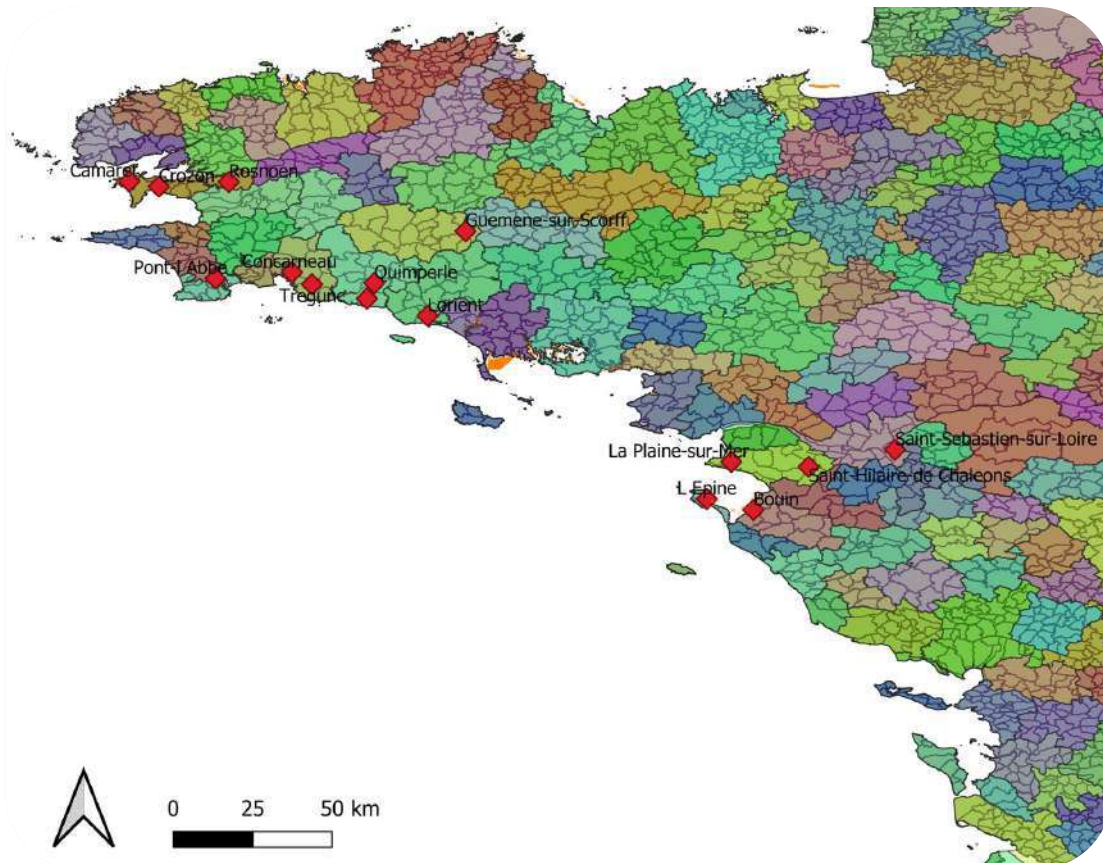 Camaret
Crozon
Rosnoen
Guemene-sur-Scorff
Concarneau
Pont-l Abbe
Quimperle
Tregunc
Lorient
Saint-Sebastien-sur-Loire
La Plaine-sur-Mer
Saint-Hilaire-de Chaleons
L Epine
Bouin
0 25 50 km